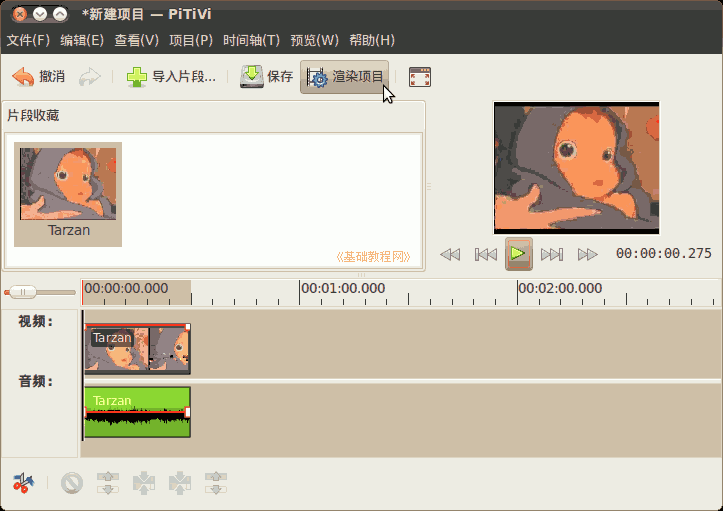 *新建项目 — PiTiVi
文件(F) 编辑(E) 查看(V) 项目(P) 时间轴(T) 预览(W) 帮助(H)
撤消 导入片段... 保存 渲染项目
片段收藏
Tarzan
《基础教程网》
00:00:00.275
00:00:00.000 00:01:00.000 00:02:00.000
视频:
Tarzan
音频:
Tarzan